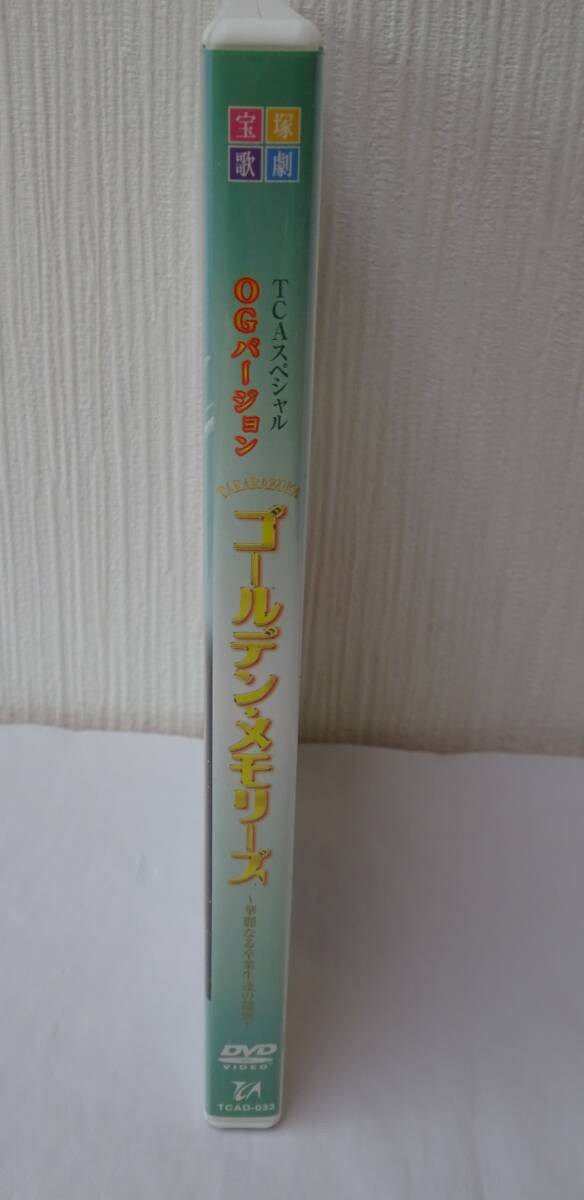 宝塚
歌劇
TCAスペシャル
OGバージョン
TAKARAZUKA
ゴールデン・メモリーズ
DVD
VIDEO
TCA
TCAD-033